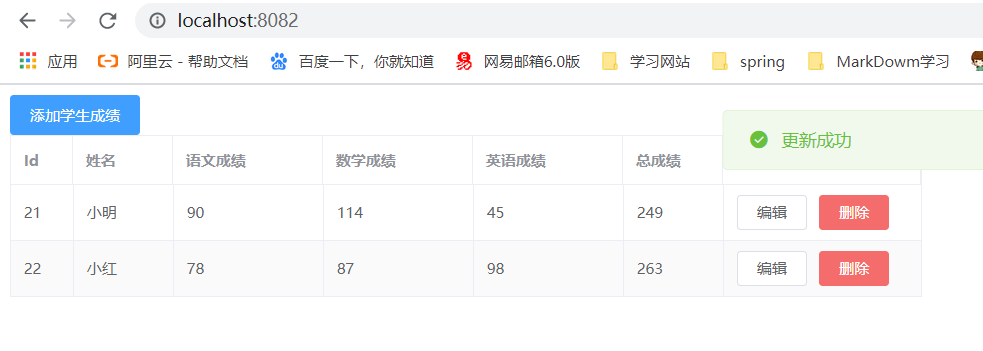 localhost:8082
应用 阿里云 - 帮助文档 百度一下，你就知道 网易邮箱6.0版 学习网站 spring MarkDowm学习
添加学生成绩
更新成功
Id 姓名 语文成绩 数学成绩 英语成绩 总成绩
21 小明 90 114 45 249 编辑 删除
22 小红 78 87 98 263 编辑 删除